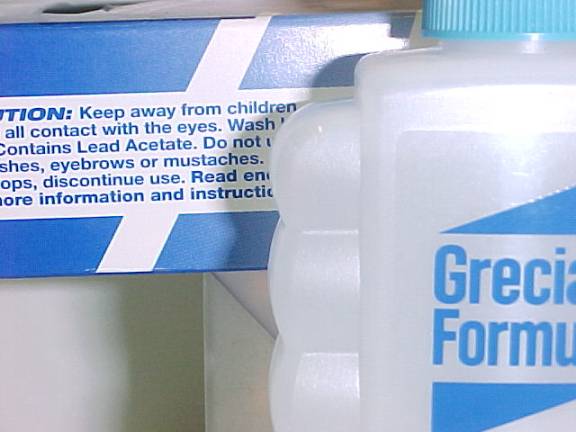 UTION: Keep away from children
all contact with the eyes. Wash
Contains Lead Acetate. Do not
shes, eyebrows or mustaches.
ops, discontinue use. Read en
ore information and instructi
Grecia
Formu